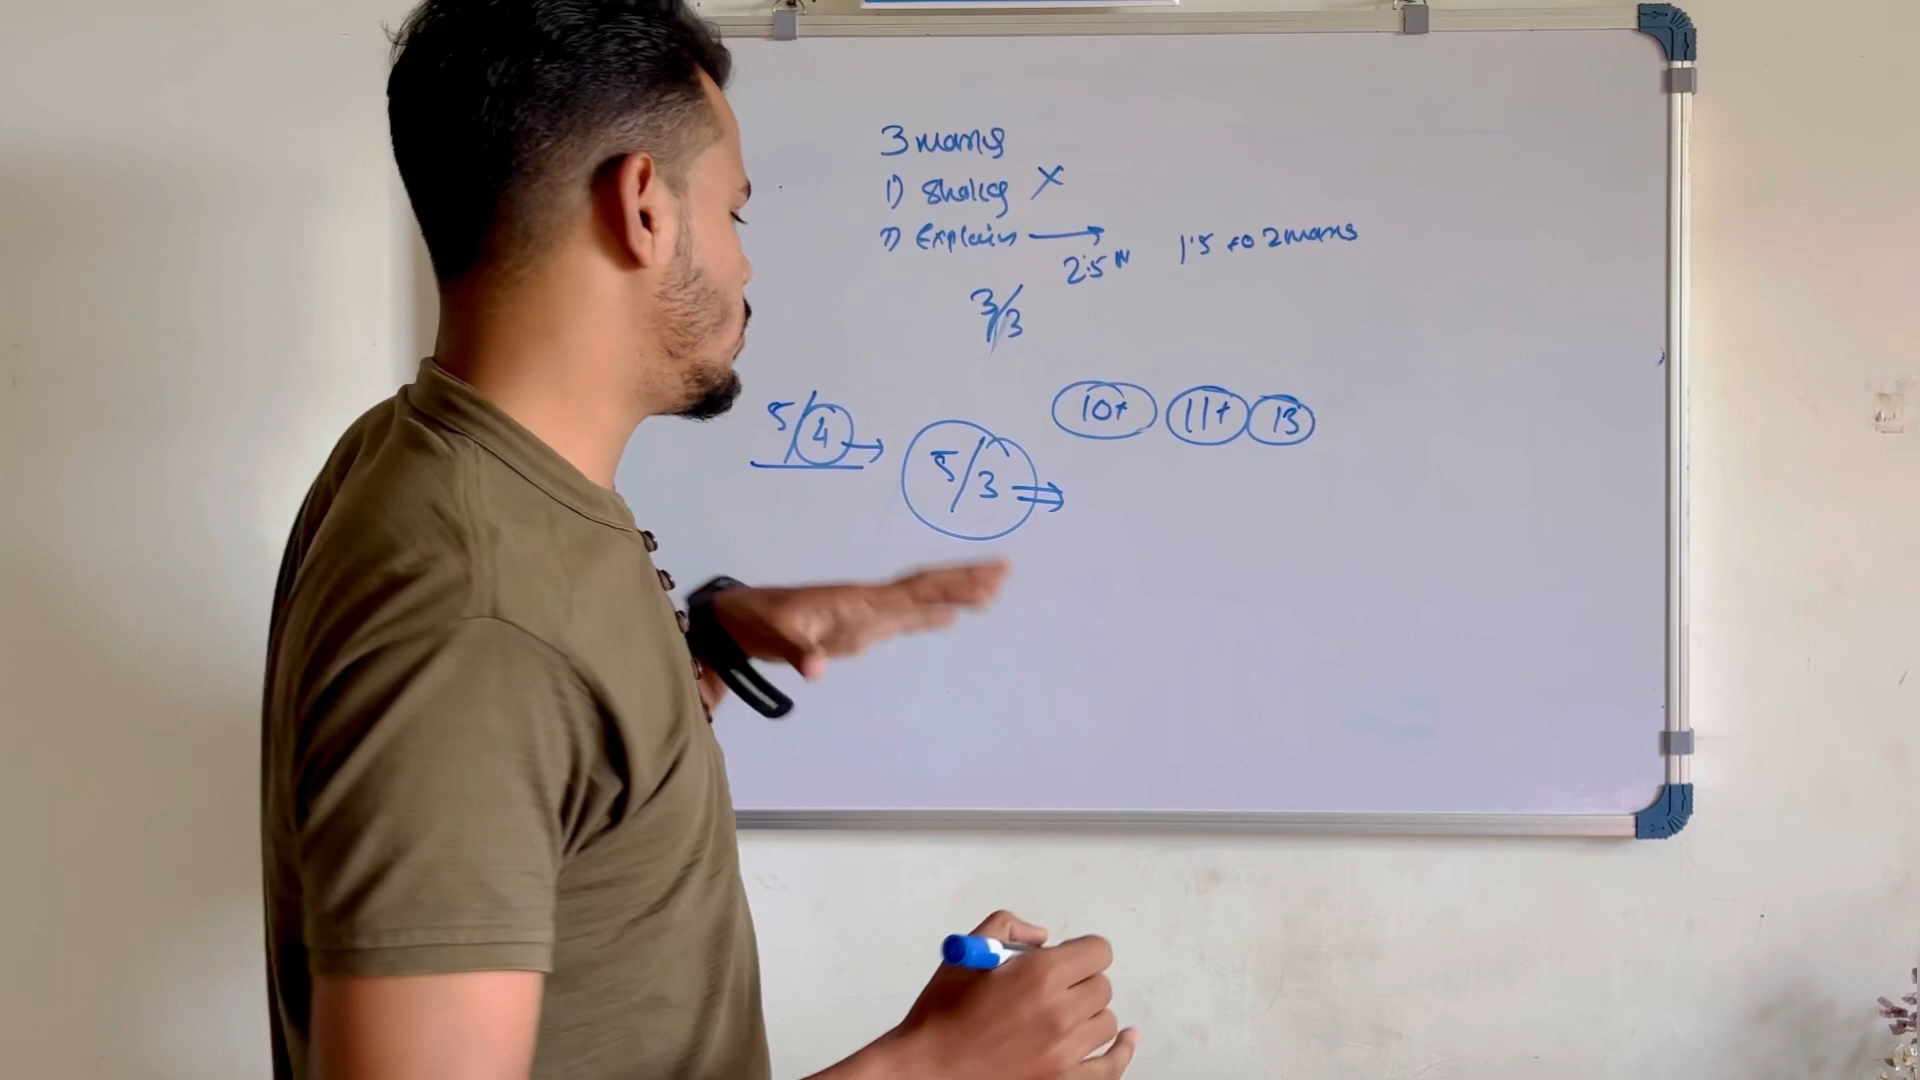 3 marks
1) Sketch X
2) Explain →
2.5 M 1.5 to 2 marks
3/3
5/4 → 10+ 11+ 13
5/3 ⇒